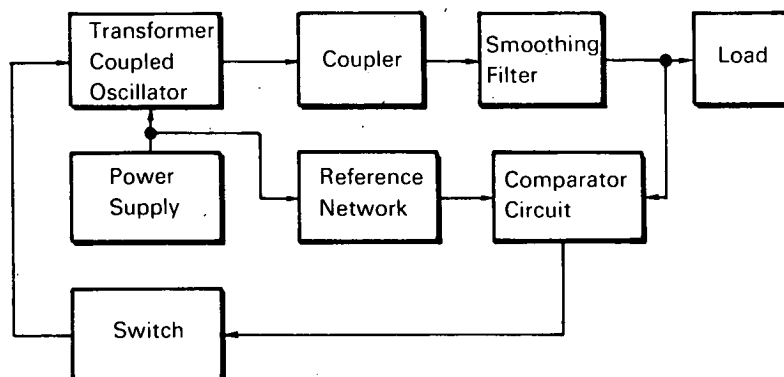 Transformer
Coupled
Oscillator
Coupler
Smoothing
Filter
Load
Power
Supply
Reference
Network
Comparator
Circuit
Switch